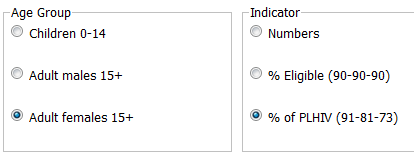 Age Group
Children 0-14
Adult males 15+
Adult females 15+
Indicator
Numbers
% Eligible (90-90-90)
% of PLHIV (91-81-73)